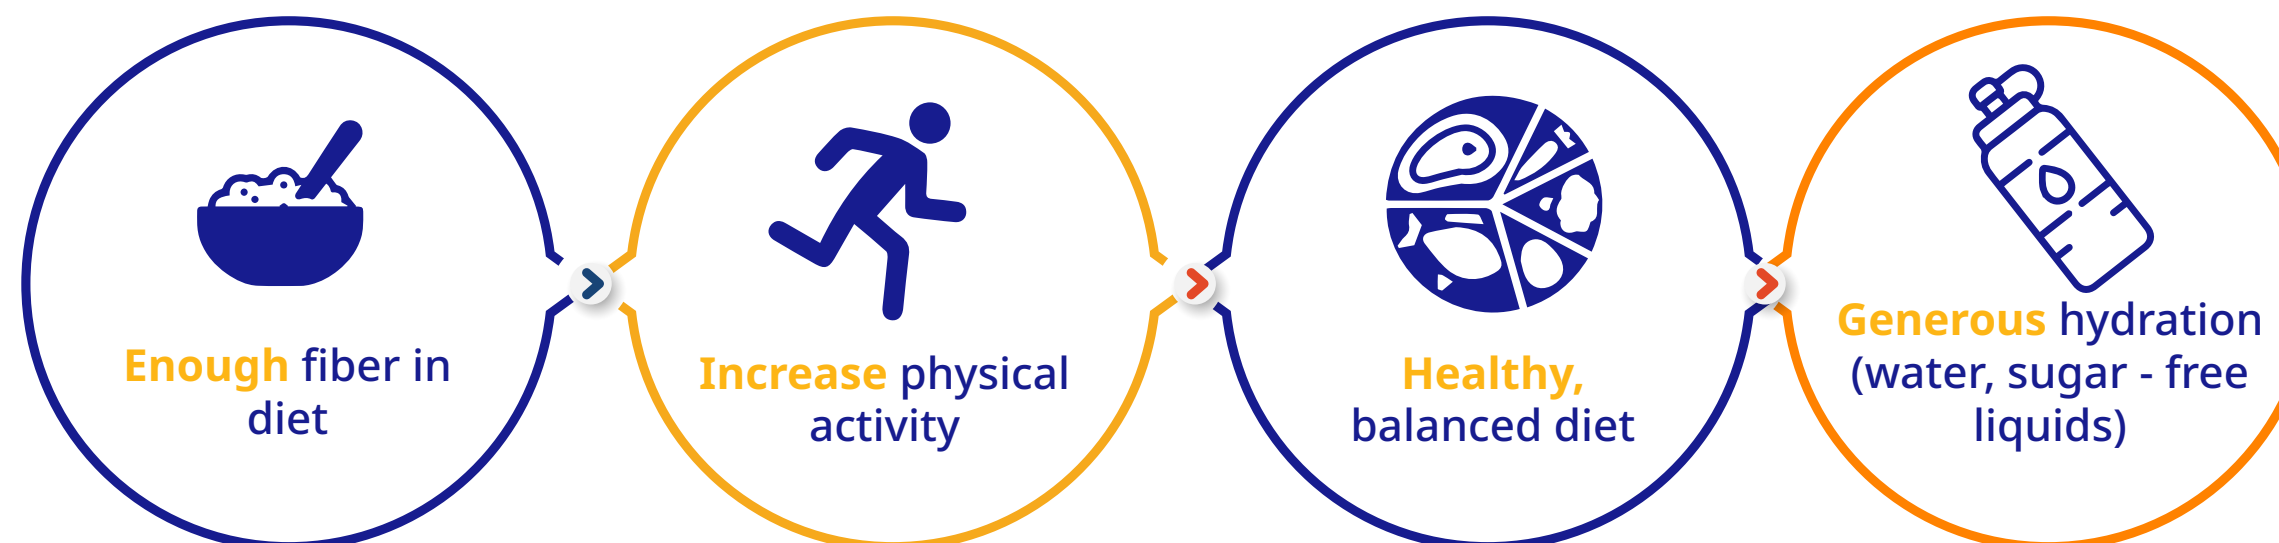 Enough fiber in
diet
Increase physical
activity
Healthy,
balanced diet
Generous hydration
(water, sugar - free
liquids)